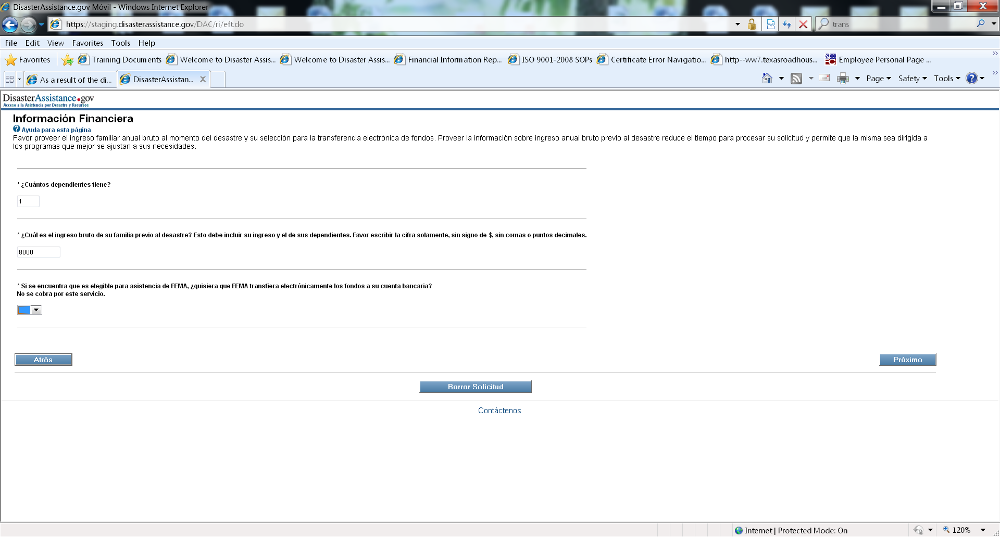 DisasterAssistance.gov Móvil - Windows Internet Explorer
https://staging.disasterassistance.gov/DAC/ri/eft.do
trans
File Edit View Favorites Tools Help
Favorites Training Documents Welcome to Disaster Assis... Welcome to Disaster Assis... Financial Information Rep... ISO 9001-2008 SOPs Certificate Error Navigatio... http--ww7.texasroadhous... Employee Personal Page ...
As a result of the di... DisasterAssistan... Page Safety Tools
DisasterAssistance.gov
Acceso a la Asistencia por Desastre y Recursos
Información Financiera
Ayuda para esta página
Favor proveer el ingreso familiar anual bruto al momento del desastre y su selección para la transferencia electrónica de fondos. Proveer la información sobre ingreso anual bruto previo al desastre reduce el tiempo para procesar su solicitud y permite que la misma sea dirigida a
los programas que mejor se ajustan a sus necesidades.
* ¿Cuántos dependientes tiene?
1
* ¿Cuál es el ingreso bruto de su familia previo al desastre? Esto debe incluir su ingreso y el de sus dependientes. Favor escribir la cifra solamente, sin signo de $, sin comas o puntos decimales.
8000
* Si se encuentra que es elegible para asistencia de FEMA, ¿quisiera que FEMA transfiera electrónicamente los fondos a su cuenta bancaria?
No se cobra por este servicio.
Atrás
Próximo
Borrar Solicitud
Contáctenos
Internet | Protected Mode: On 120%